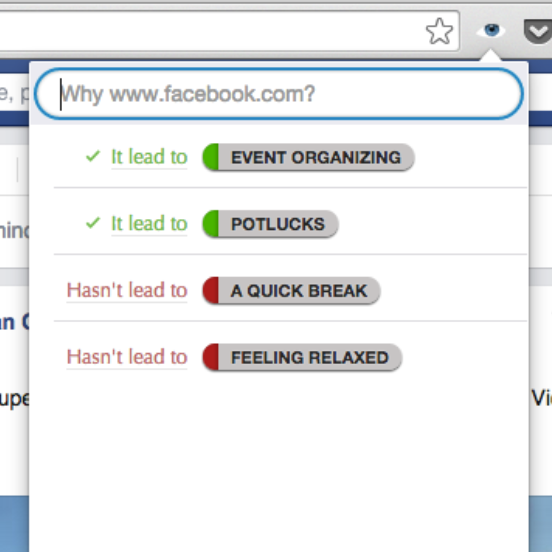 e, p
Why www.facebook.com?
It lead to EVENT ORGANIZING
It lead to POTLUCKS
Hasn't lead to A QUICK BREAK
Hasn't lead to FEELING RELAXED
an
upe
Vi